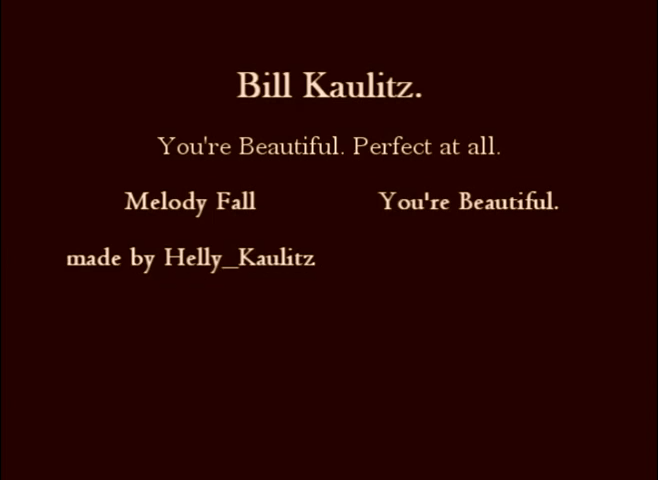 Bill Kaulitz.
You're Beautiful. Perfect at all.
Melody Fall You're Beautiful.
made by Helly_Kaulitz